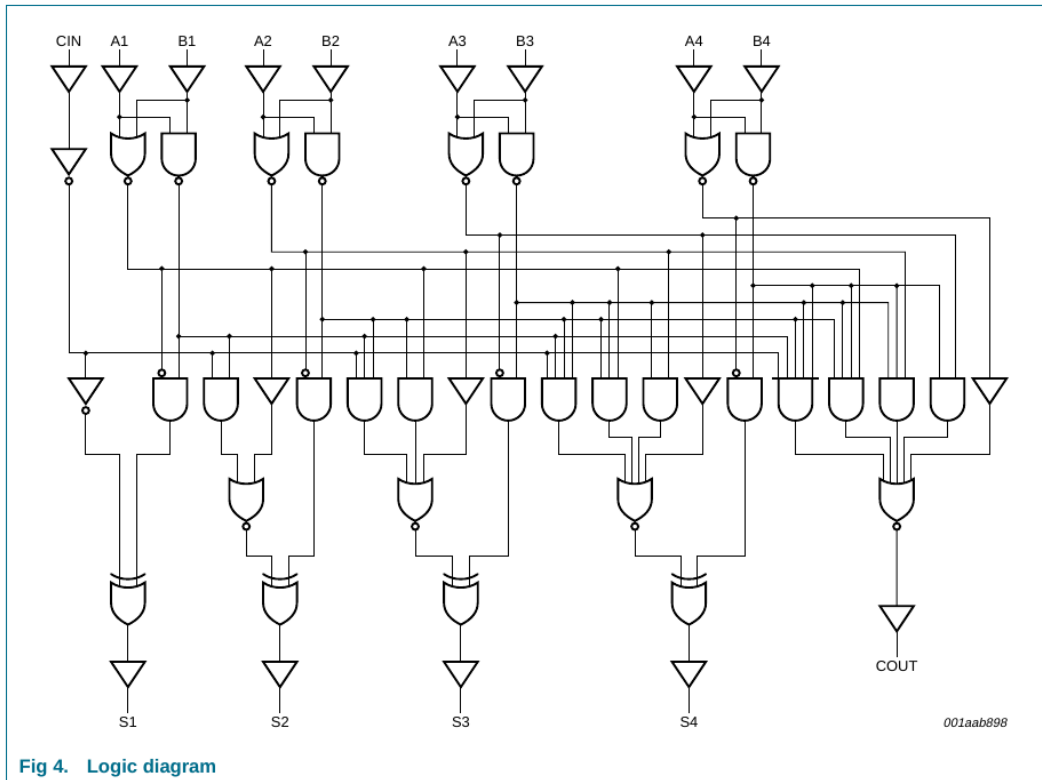 CIN A1 B1 A2 B2 A3 B3 A4 B4
COUT
S1 S2 S3 S4 001aab898
Fig 4. Logic diagram